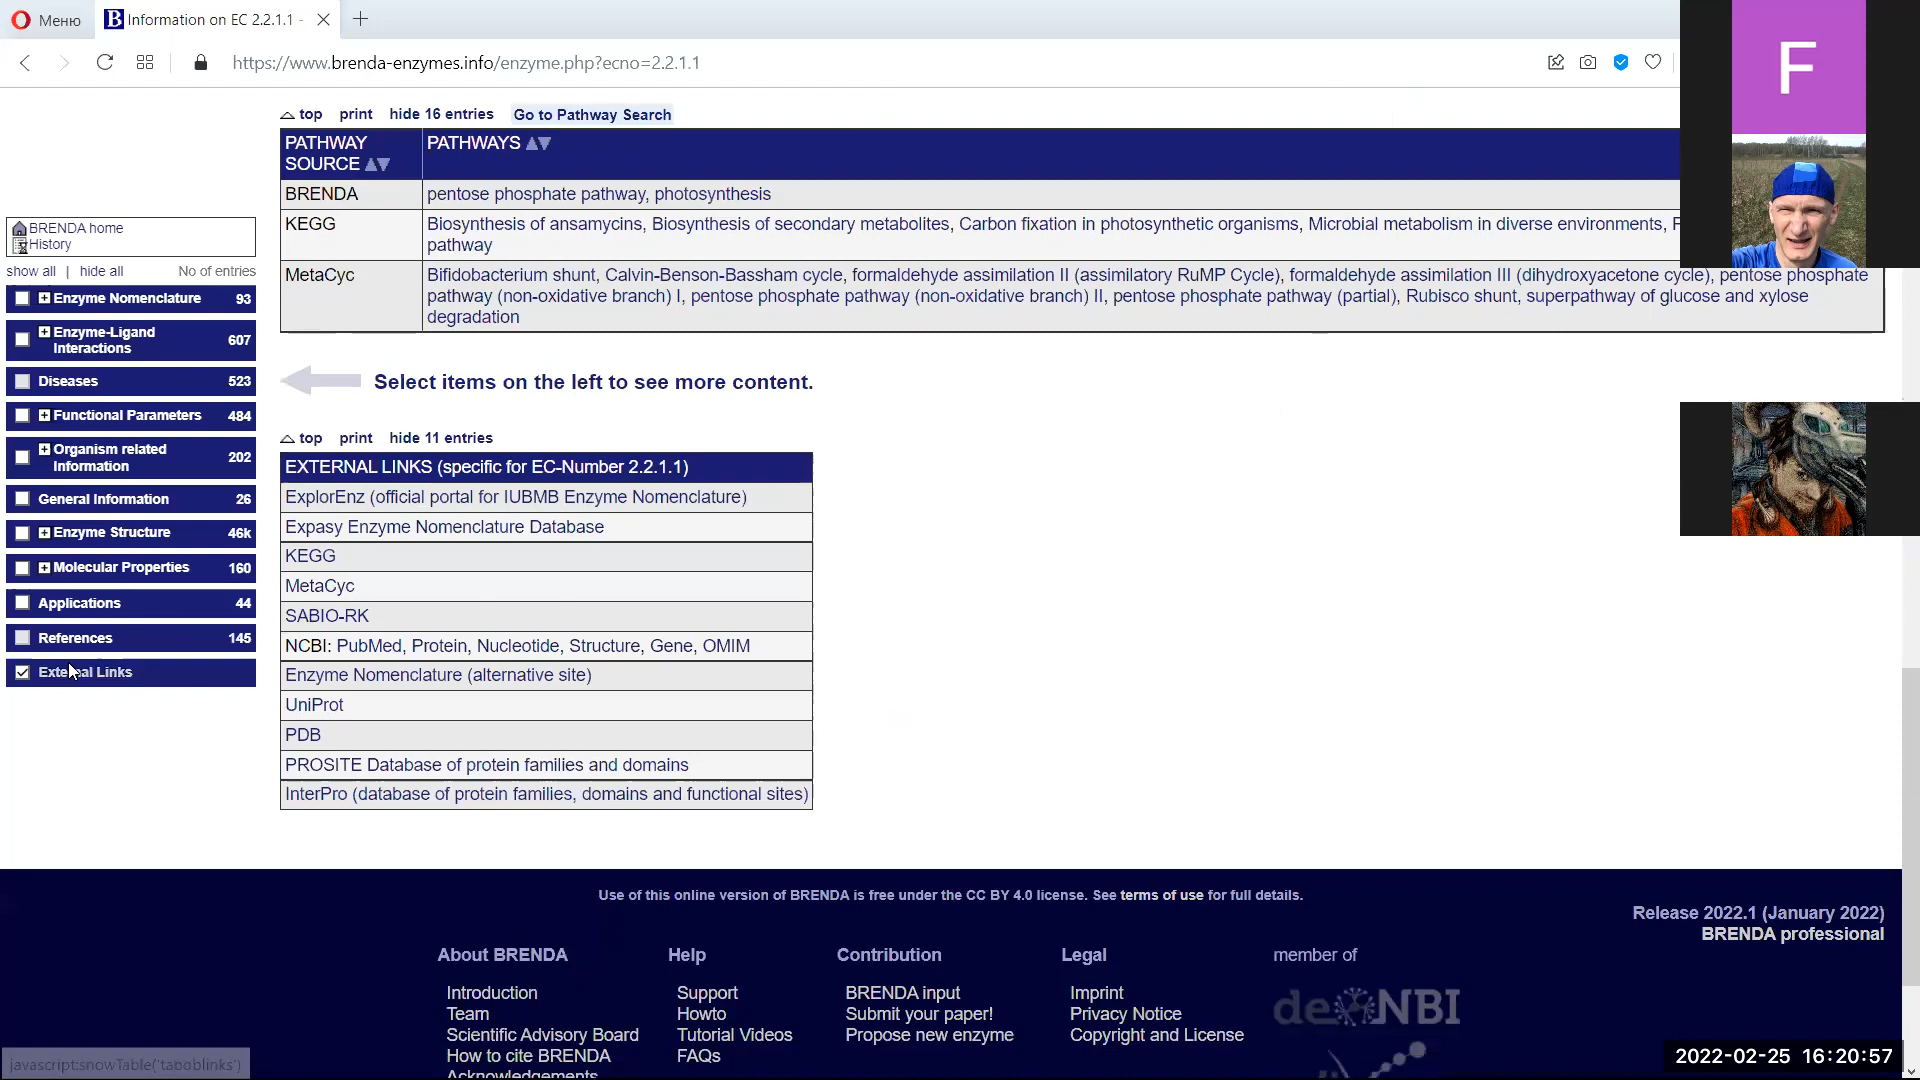 Меню
Information on EC 2.2.1.1 -
https://www.brenda-enzymes.info/enzyme.php?ecno=2.2.1.1
F
top print hide 16 entries Go to Pathway Search
PATHWAY SOURCE PATHWAYS
BRENDA pentose phosphate pathway, photosynthesis
KEGG Biosynthesis of ansamycins, Biosynthesis of secondary metabolites, Carbon fixation in photosynthetic organisms, Microbial metabolism in diverse environments,
pathway
MetaCyc Bifidobacterium shunt, Calvin-Benson-Bassham cycle, formaldehyde assimilation II (assimilatory RuMP Cycle), formaldehyde assimilation III (dihydroxyacetone cycle), pentose phosphate
pathway (non-oxidative branch) I, pentose phosphate pathway (non-oxidative branch) II, pentose phosphate pathway (partial), Rubisco shunt, superpathway of glucose and xylose
degradation
BRENDA home
History
show all | hide all No of entries
Enzyme Nomenclature 93
Enzyme-Ligand
Interactions 607
Diseases 523
Functional Parameters 484
Organism related
Information 202
General Information 26
Enzyme Structure 46k
Molecular Properties 160
Applications 44
References 145
External Links
Select items on the left to see more content.
top print hide 11 entries
EXTERNAL LINKS (specific for EC-Number 2.2.1.1)
ExplorEnz (official portal for IUBMB Enzyme Nomenclature)
Expasy Enzyme Nomenclature Database
KEGG
MetaCyc
SABIO-RK
NCBI: PubMed, Protein, Nucleotide, Structure, Gene, OMIM
Enzyme Nomenclature (alternative site)
UniProt
PDB
PROSITE Database of protein families and domains
InterPro (database of protein families, domains and functional sites)
Use of this online version of BRENDA is free under the CC BY 4.0 license. See terms of use for full details.
Release 2022.1 (January 2022)
BRENDA professional
About BRENDA
Introduction
Team
Scientific Advisory Board
How to cite BRENDA
Acknowledgements
Help
Support
Howto
Tutorial Videos
FAQs
Contribution
BRENDA input
Submit your paper!
Propose new enzyme
Legal
Imprint
Privacy Notice
Copyright and License
member of
de NBI
javascript:snowTable('taboblinks')
2022-02-25 16:20:57